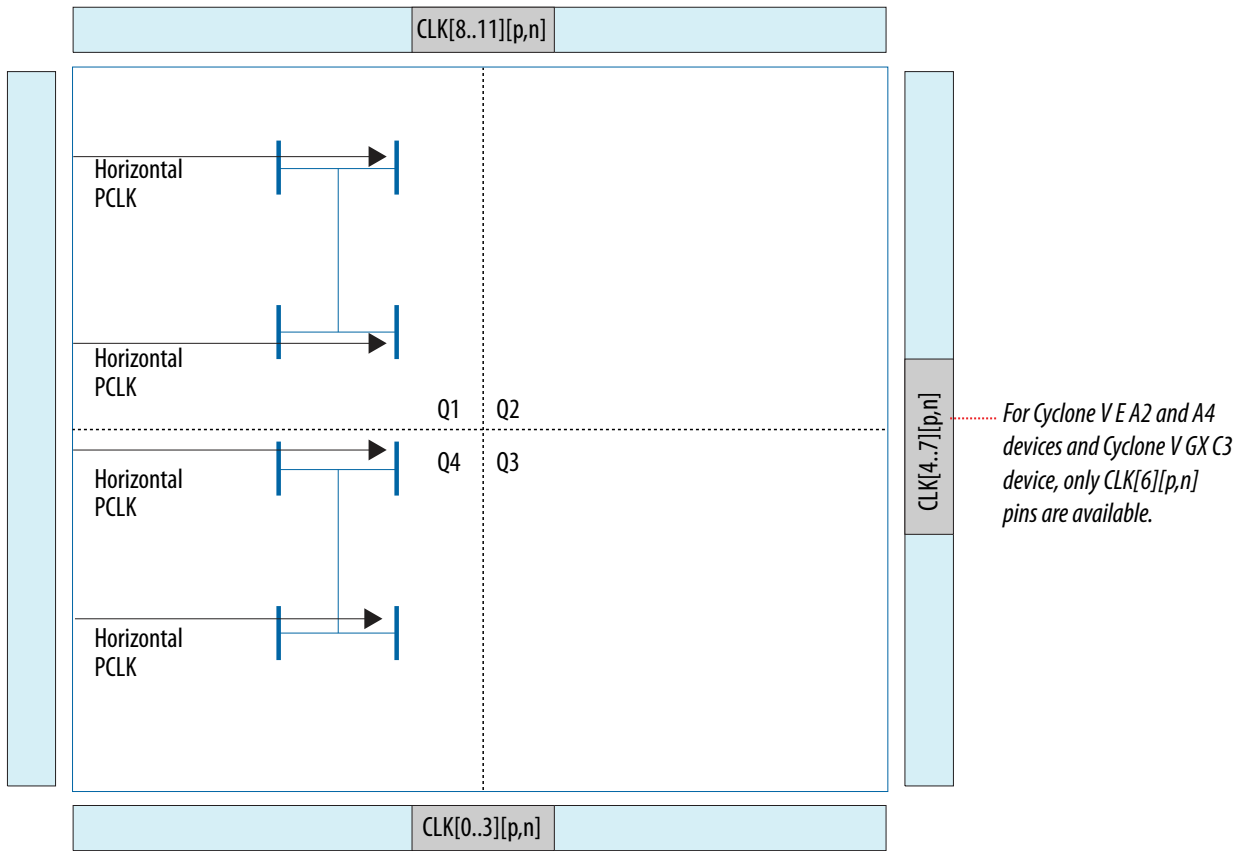 CLK[8..11][p,n]
Horizontal
PCLK
Horizontal
PCLK
Q1 Q2
Q4 Q3
Horizontal
PCLK
Horizontal
PCLK
CLK[4..7][p,n]
For Cyclone V E A2 and A4
devices and Cyclone V GX C3
device, only CLK[6][p,n]
pins are available.
CLK[0..3][p,n]